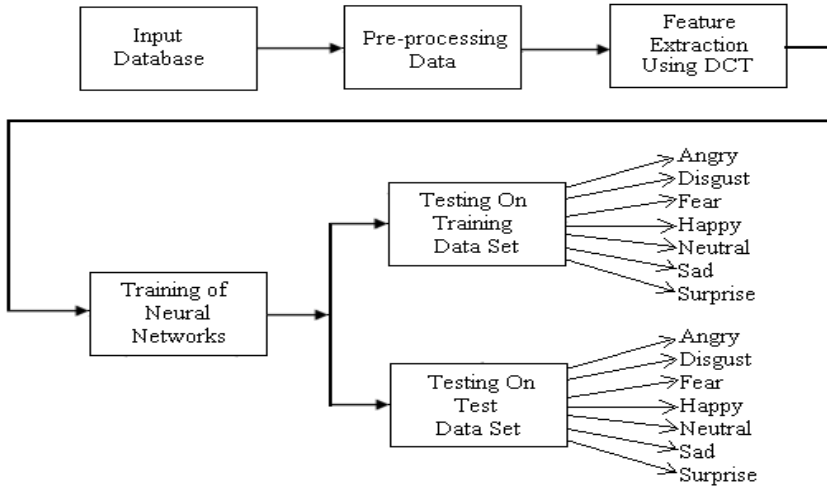 Input
Database
Pre-processing
Data
Feature
Extraction
Using DCT
Training of
Neural
Networks
Testing On
Training
Data Set
Angry
Disgust
Fear
Happy
Neutral
Sad
Surprise
Testing On
Test
Data Set
Angry
Disgust
Fear
Happy
Neutral
Sad
Surprise